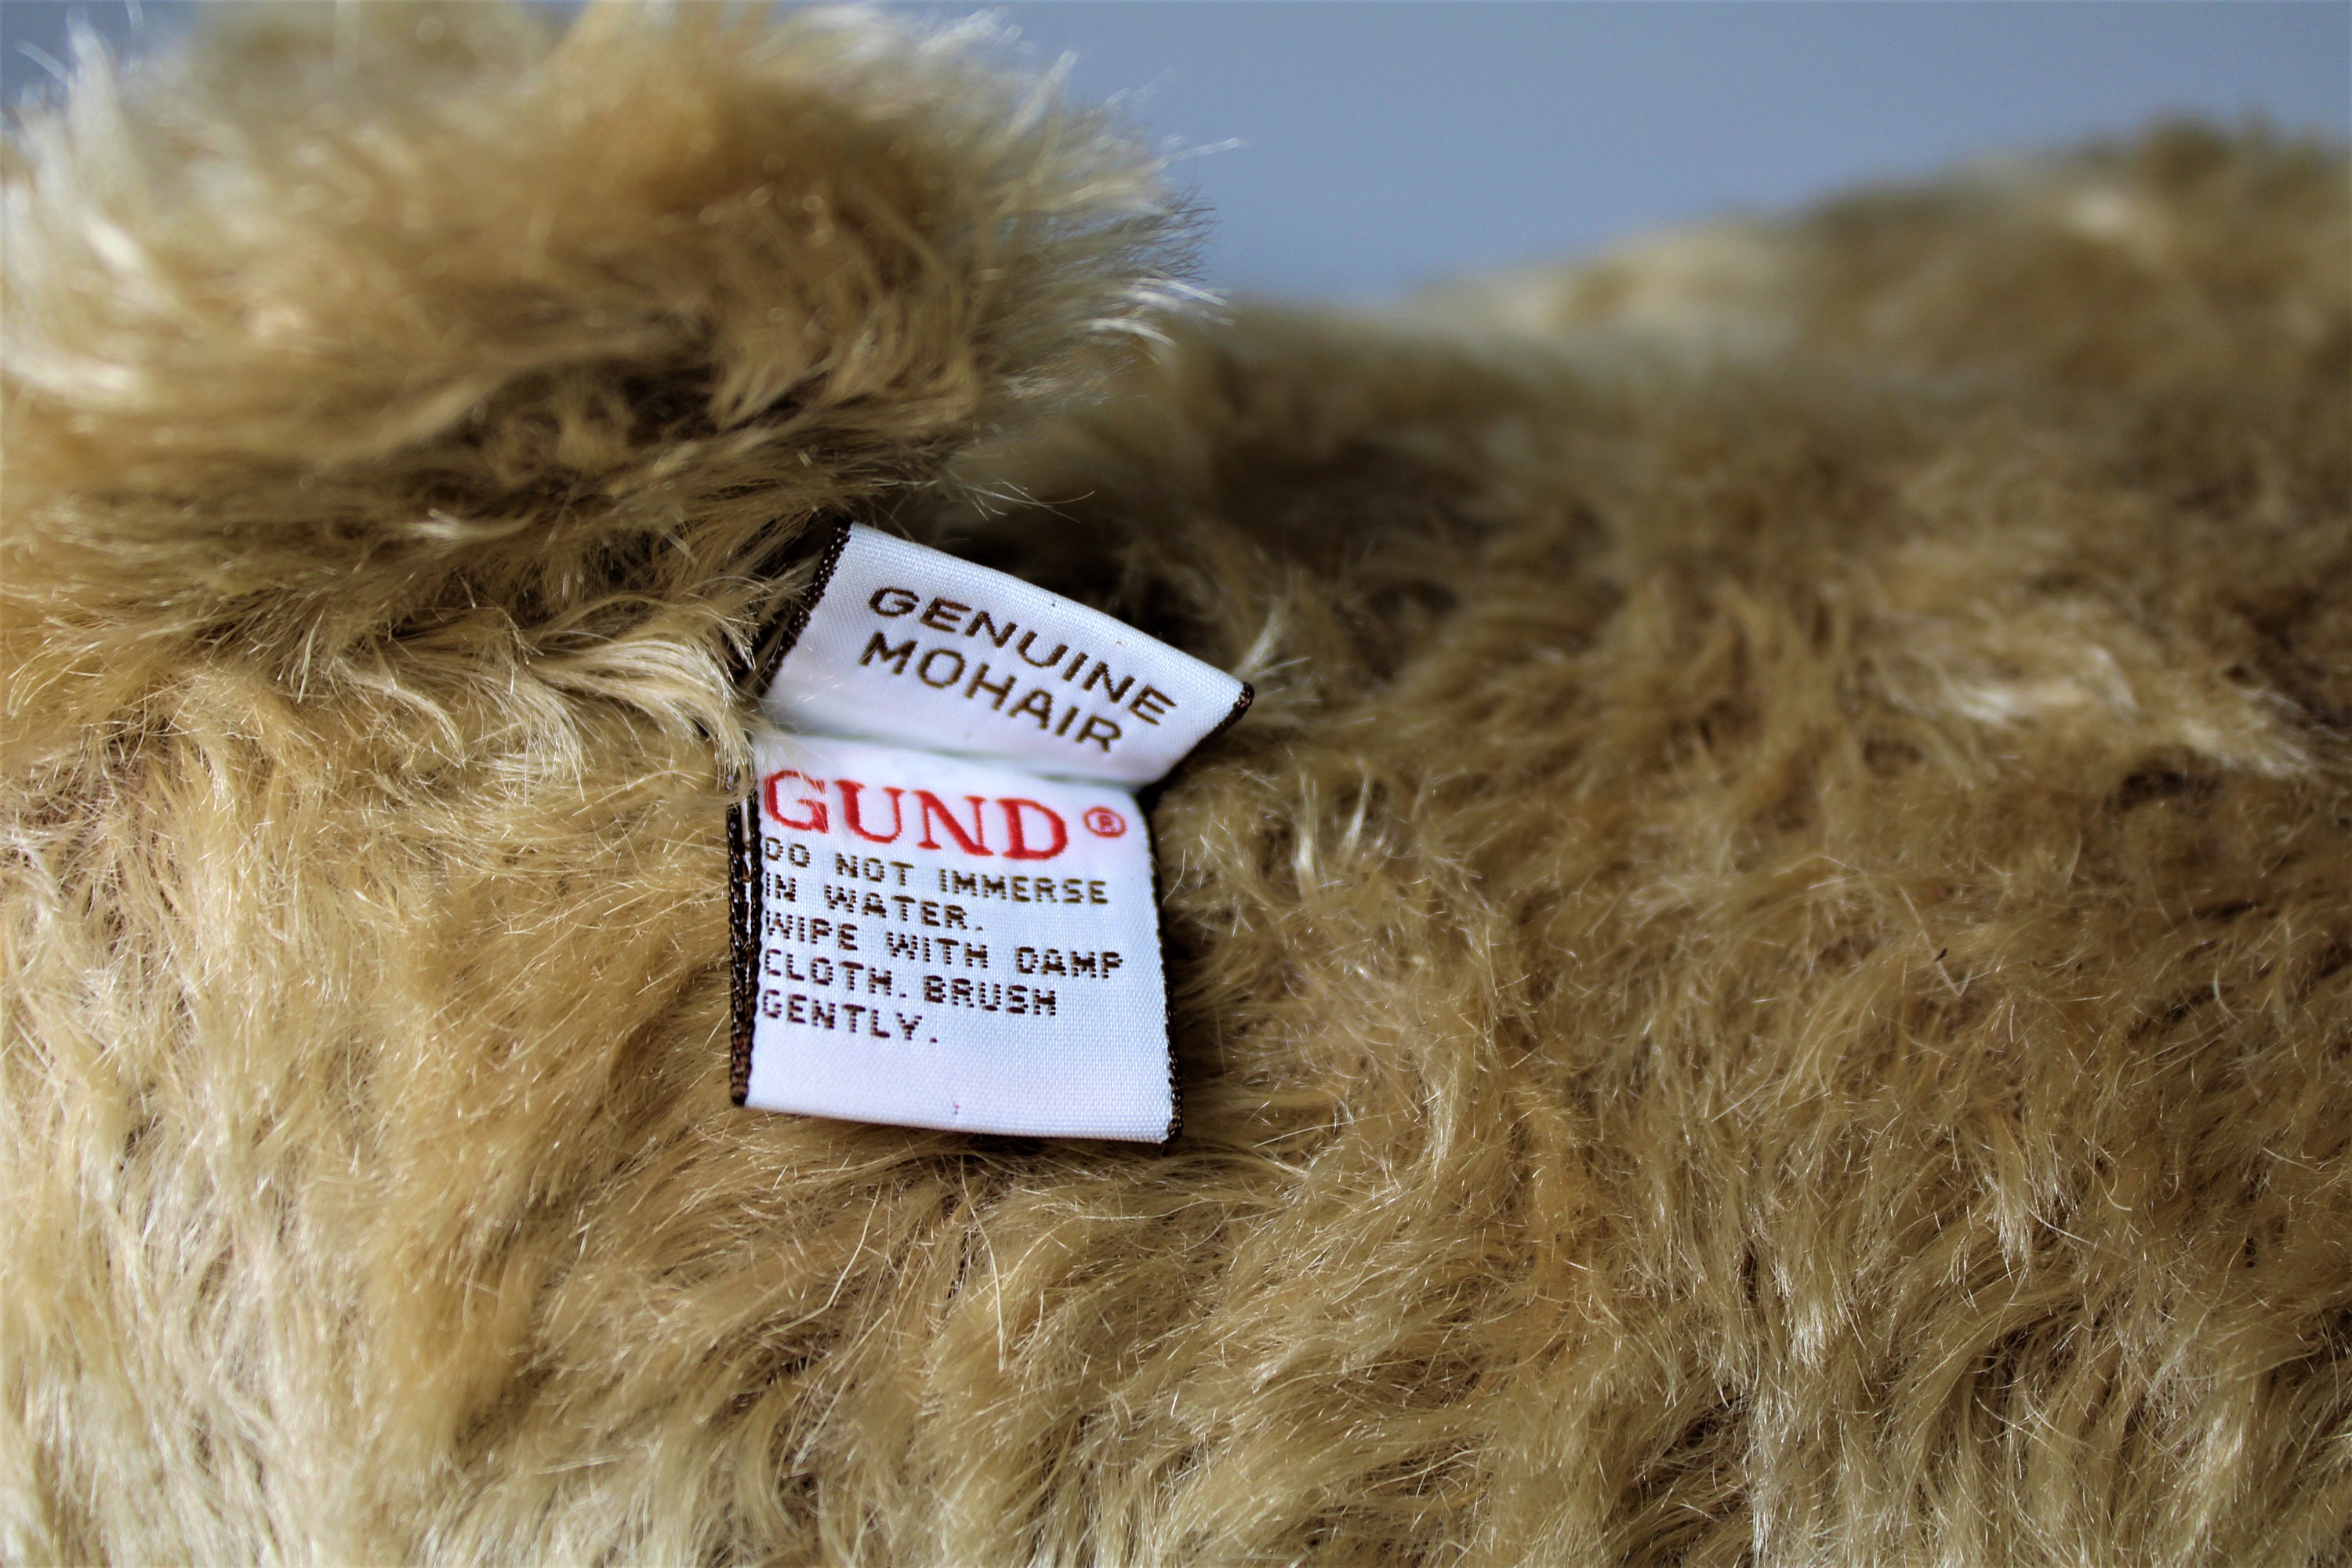 GENUINE
MOHAIR
GUND®
DO NOT IMMERSE
IN WATER.
WIPE WITH DAMP
CLOTH. BRUSH
GENTLY.